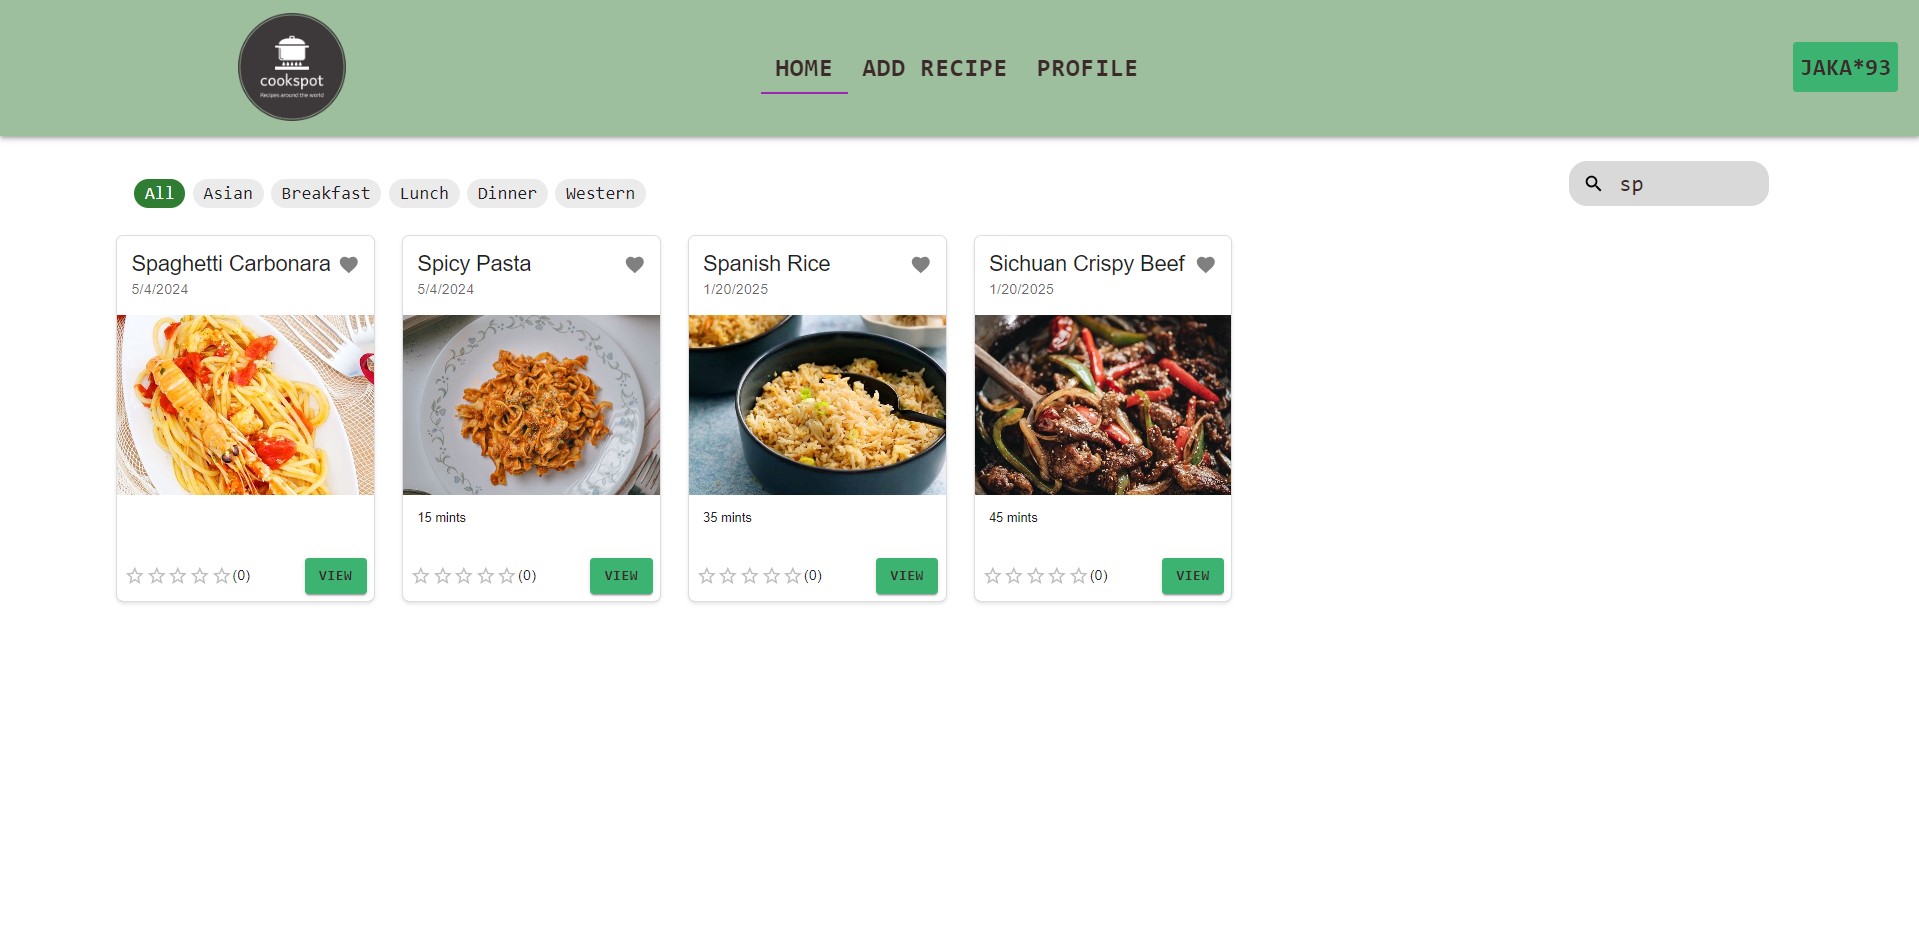 cookspot
Recipes around the world
HOME ADD RECIPE PROFILE
JAKA*93
All Asian Breakfast Lunch Dinner Western
sp
Spaghetti Carbonara
5/4/2024
(0) VIEW
Spicy Pasta
5/4/2024
15 mints
(0) VIEW
Spanish Rice
1/20/2025
35 mints
(0) VIEW
Sichuan Crispy Beef
1/20/2025
45 mints
(0) VIEW